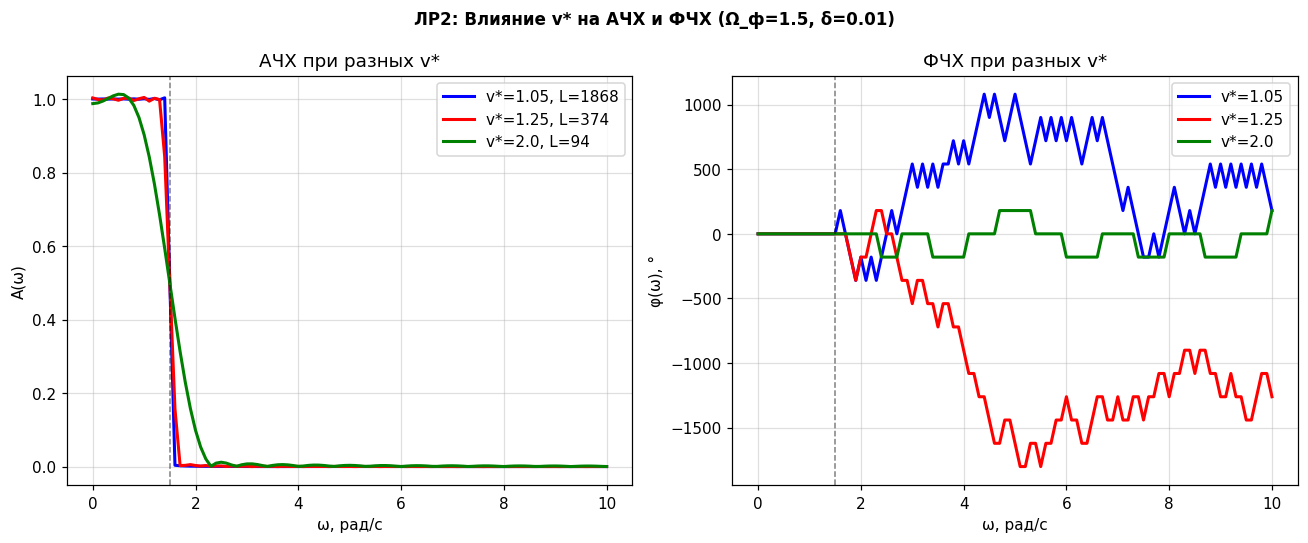 ЛР2: Влияние v* на АЧХ и ФЧХ (Ω_ф=1.5, δ=0.01)
АЧХ при разных v*
1.0
0.8
0.6
0.4
0.2
0.0
A(ω)
0 2 4 6 8 10
ω, рад/с
v*=1.05, L=1868
v*=1.25, L=374
v*=2.0, L=94
ФЧХ при разных v*
1000
500
0
−500
−1000
−1500
φ(ω), °
0 2 4 6 8 10
ω, рад/с
v*=1.05
v*=1.25
v*=2.0